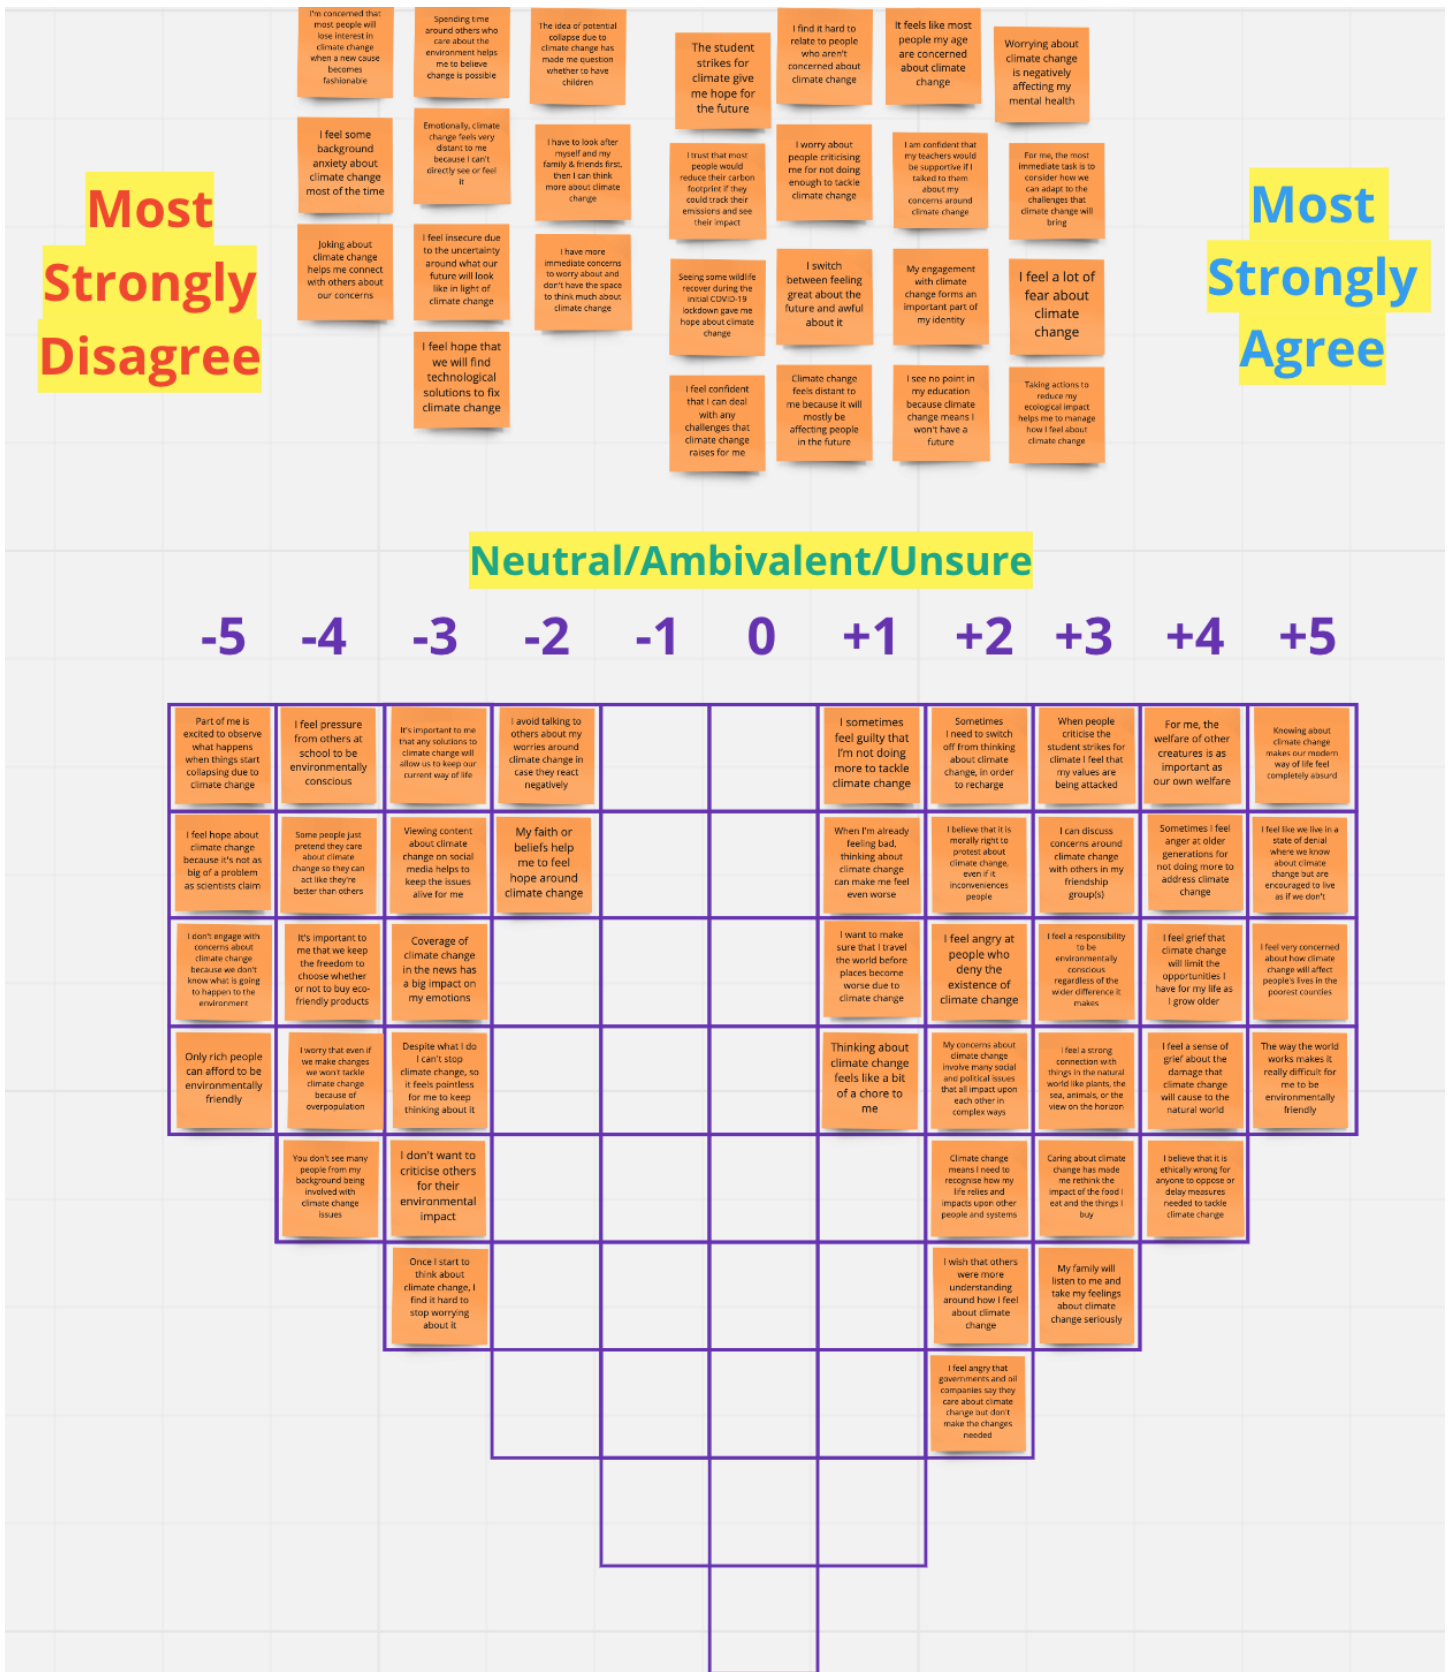 I'm concerned that
most people will
lose interest in
climate change
when a new cause
becomes
fashionable
Spending time
around others who
care about the
environment helps
me to believe
change is possible
The idea of potential
collapse due to
climate change has
made me question
whether to have
children
The student
strikes for
climate give
me hope for
the future
I find it hard to
relate to people
who aren't
concerned about
climate change
It feels like most
people my age
are concerned
about climate
change
Worrying about
climate change
is negatively
affecting my
mental health
I feel some
background
anxiety about
climate change
most of the time
Emotionally, climate
change feels very
distant to me
because I can't
directly see or feel
it
I have to look after
myself and my
family & friends first,
then I can think
more about climate
change
I trust that most
people would
reduce their carbon
footprint if they
could track their
emissions and see
their impact
I worry about
people criticising
me for not doing
enough to tackle
climate change
I am confident that
my teachers would
be supportive if I
talked to them
about my
concerns around
climate change
For me, the most
immediate task is to
consider how we
can adapt to the
challenges that
climate change will
bring
Most
Strongly
Disagree
Most
Strongly
Agree
Joking about
climate change
helps me connect
with others about
our concerns
I feel insecure due
to the uncertainty
around what our
future will look
like in light of
climate change
I have more
immediate concerns
to worry about and
don't have the space
to think much about
climate change
Seeing some wildlife
recover during the
initial COVID-19
lockdown gave me
hope about climate
change
I switch
between feeling
great about the
future and awful
about it
My engagement
with climate
change forms an
important part of
my identity
I feel a lot of
fear about
climate
change
I feel hope that
we will find
technological
solutions to fix
climate change
I feel confident
that I can deal
with any
challenges that
climate change
raises for me
Climate change
feels distant to
me because it will
mostly be
affecting people
in the future
I see no point in
my education
because climate
change means I
won't have a
future
Taking actions to
reduce my
ecological impact
helps me to manage
how I feel about
climate change
Neutral/Ambivalent/Unsure
-5 -4 -3 -2 -1 0 +1 +2 +3 +4 +5
Part of me is
excited to observe
what happens
when things start
collapsing due to
climate change
I feel pressure
from others at
school to be
environmentally
conscious
It's important to me
that any solutions to
climate change will
allow us to keep our
current way of life
I avoid talking to
others about my
worries around
climate change in
case they react
negatively
I sometimes
feel guilty that
I'm not doing
more to tackle
climate change
Sometimes
I need to switch
off from thinking
about climate
change, in order
to recharge
When people
criticise the
student strikes for
climate I feel that
my values are
being attacked
For me, the
welfare of other
creatures is as
important as
our own welfare
Knowing about
climate change
makes our modern
way of life feel
completely absurd
I feel hope about
climate change
because it's not as
big of a problem
as scientists claim
Some people just
pretend they care
about climate
change so they can
act like they're
better than others
Viewing content
about climate
change on social
media helps to
keep the issues
alive for me
My faith or
beliefs help
me to feel
hope around
climate change
When I'm already
feeling bad,
thinking about
climate change
can make me feel
even worse
I believe that it is
morally right to
protest about
climate change,
even if it
inconveniences
people
I can discuss
concerns around
climate change
with others in my
friendship
group(s)
Sometimes I feel
anger at older
generations for
not doing more to
address climate
change
I feel like we live in a
state of denial
where we know
about climate
change but are
encouraged to live
as if we don't
I don't engage with
concerns about
climate change
because we don't
know what is going
to happen to the
environment
It's important to
me that we keep
the freedom to
choose whether
or not to buy eco-
friendly products
Coverage of
climate change
in the news has
a big impact on
my emotions
I want to make
sure that I travel
the world before
places become
worse due to
climate change
I feel angry at
people who
deny the
existence of
climate change
I feel a responsibility
to be
environmentally
conscious
regardless of the
wider difference it
makes
I feel grief that
climate change
will limit the
opportunities I
have for my life as
I grow older
I feel very concerned
about how climate
change will affect
people's lives in the
poorest counties
Only rich people
can afford to be
environmentally
friendly
I worry that even if
we make changes
we won't tackle
climate change
because of
overpopulation
Despite what I do
I can't stop
climate change, so
it feels pointless
for me to keep
thinking about it
Thinking about
climate change
feels like a bit
of a chore to
me
My concerns about
climate change
involve many social
and political issues
that all impact upon
each other in
complex ways
I feel a strong
connection with
things in the natural
world like plants, the
sea, animals, or the
view on the horizon
I feel a sense of
grief about the
damage that
climate change
will cause to the
natural world
The way the world
works makes it
really difficult for
me to be
environmentally
friendly
You don't see many
people from my
background being
involved with
climate change
issues
I don't want to
criticise others
for their
environmental
impact
Climate change
means I need to
recognise how my
life relies and
impacts upon other
people and systems
Caring about climate
change has made
me rethink the
impact of the food I
eat and the things I
buy
I believe that it is
ethically wrong for
anyone to oppose or
delay measures
needed to tackle
climate change
Once I start to
think about
climate change, I
find it hard to
stop worrying
about it
I wish that others
were more
understanding
around how I feel
about climate
change
My family will
listen to me and
take my feelings
about climate
change seriously
I feel angry that
governments and oil
companies say they
care about climate
change but don't
make the changes
needed